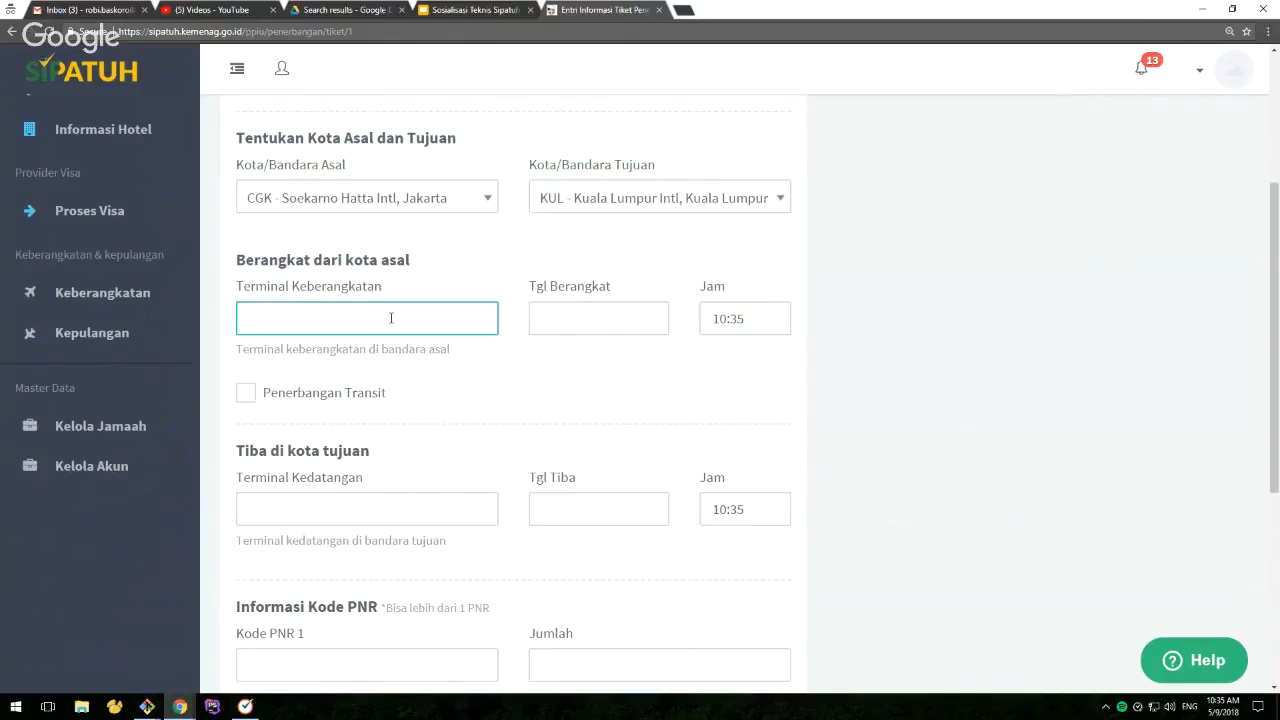 Inbox (3) - robubaskoro@
(5) Videos - YouTube
Search results - Google D
Sosialisasi Teknis Sipatuh
Entri Informasi Tiket Pene
https://sipatuh.kemenag.go.id/ppiu/penerbangan/tiket/1
Google
SIPATUH
13
Informasi Hotel
Provider Visa
Proses Visa
Keberangkatan & kepulangan
Keberangkatan
Kepulangan
Master Data
Kelola Jamaah
Kelola Akun
Tentukan Kota Asal dan Tujuan
Kota/Bandara Asal
Kota/Bandara Tujuan
CGK - Soekarno Hatta Intl, Jakarta
KUL - Kuala Lumpur Intl, Kuala Lumpur
Berangkat dari kota asal
Terminal Keberangkatan
Tgl Berangkat
Jam
10:35
Terminal keberangkatan di bandara asal
Penerbangan Transit
Tiba di kota tujuan
Terminal Kedatangan
Tgl Tiba
Jam
10:35
Terminal kedatangan di bandara tujuan
Informasi Kode PNR *Bisa lebih dari 1 PNR
Kode PNR 1
Jumlah
Help
ENG
10:35 AM
5/9/2018